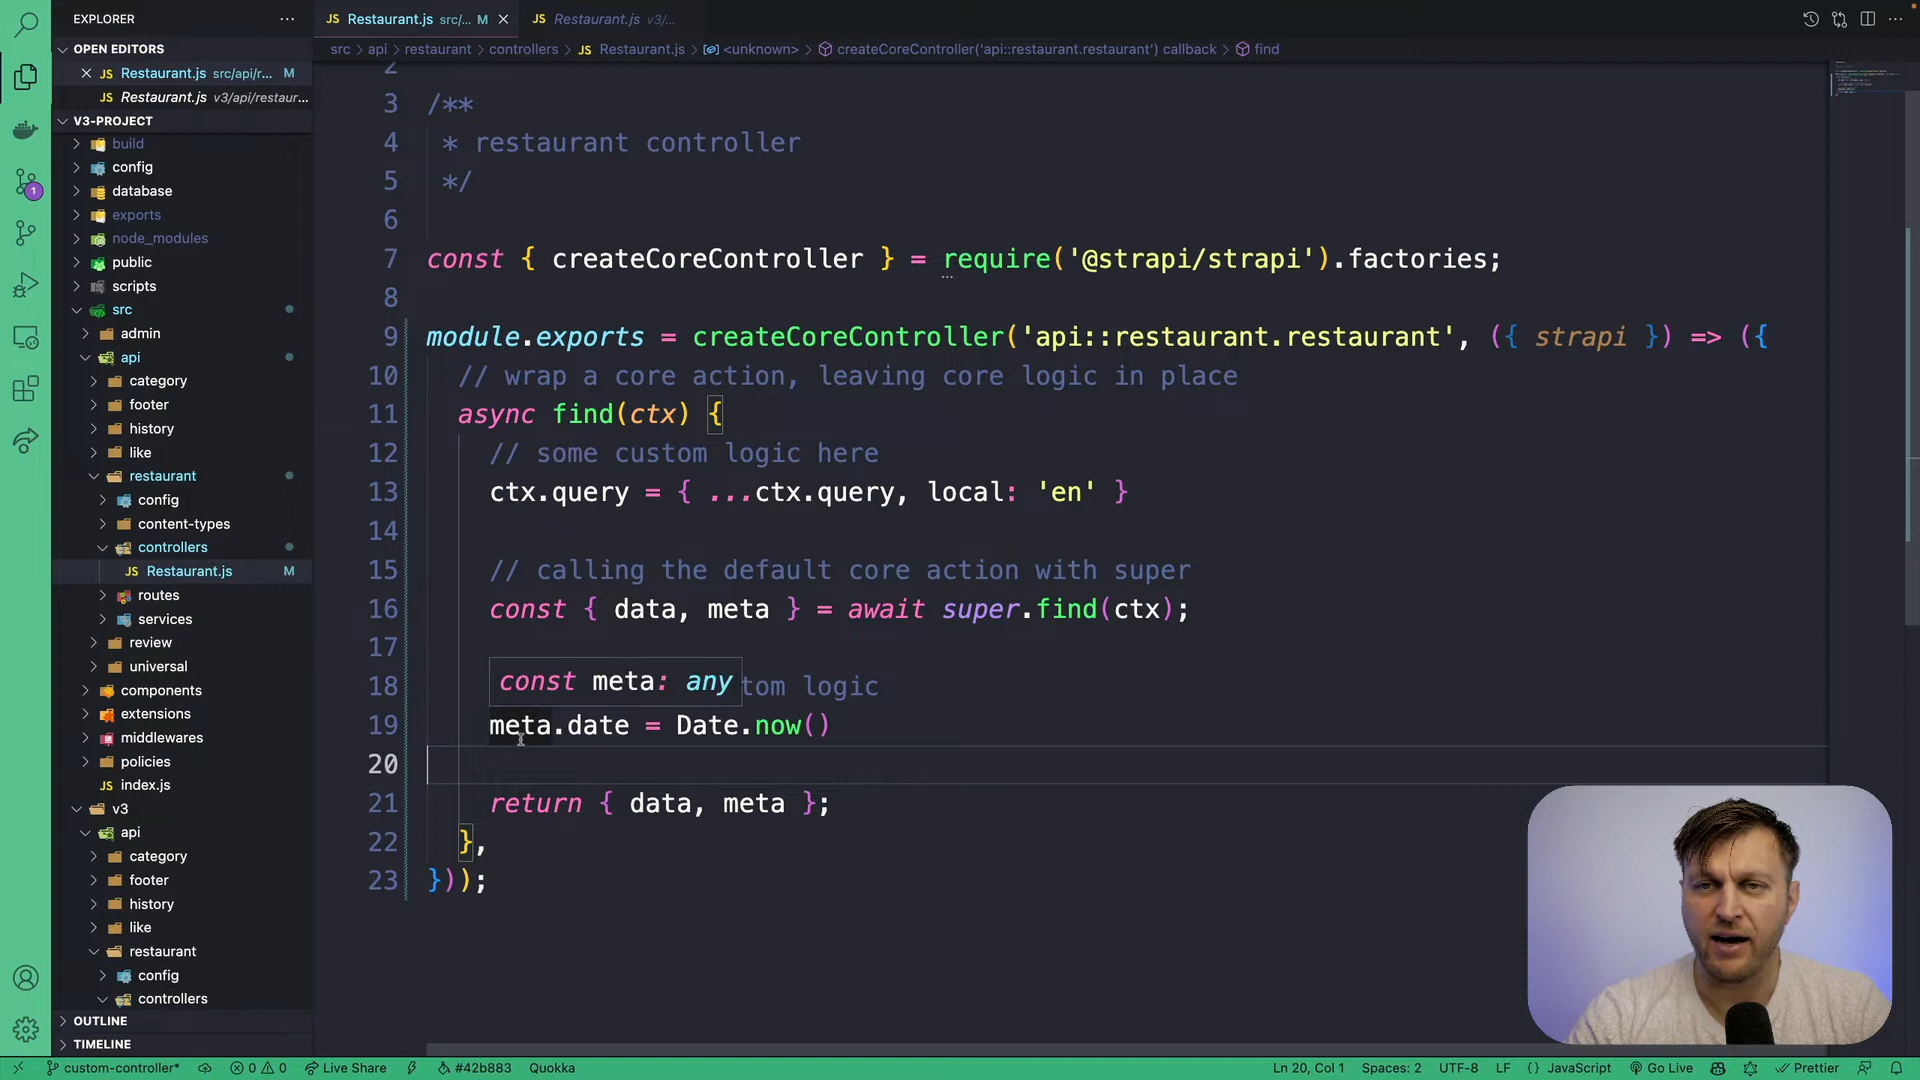 EXPLORER
OPEN EDITORS
Restaurant.js src/api/r... M
Restaurant.js v3/api/restaur...
V3-PROJECT
build
config
database
exports
node_modules
public
scripts
src
admin
api
category
footer
history
like
restaurant
config
content-types
controllers
JS Restaurant.js M
routes
services
review
universal
components
extensions
middlewares
policies
JS index.js
v3
api
category
footer
history
like
restaurant
config
controllers
OUTLINE
TIMELINE
JS Restaurant.js src/... M
JS Restaurant.js v3/...
src > api > restaurant > controllers > JS Restaurant.js > <unknown> > createCoreController('api::restaurant.restaurant') callback > find
2
3 /**
4 * restaurant controller
5 */
6
7 const { createCoreController } = require('@strapi/strapi').factories;
8
9 module.exports = createCoreController('api::restaurant.restaurant', ({ strapi }) => ({
10 // wrap a core action, leaving core logic in place
11 async find(ctx) {
12 // some custom logic here
13 ctx.query = { ...ctx.query, local: 'en' }
14
15 // calling the default core action with super
16 const { data, meta } = await super.find(ctx);
17
const meta: any
18 tom logic
19 meta.date = Date.now()
20
21 return { data, meta };
22 },
23 }));
1
custom-controller* 0 0 Live Share #42b883 Quokka
Ln 20, Col 1 Spaces: 2 UTF-8 LF {} JavaScript Go Live Prettier